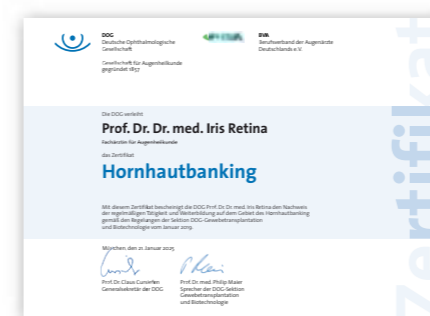 DOG
Deutsche Ophthalmologische
Gesellschaft
Gesellschaft für Augenheilkunde
gegründet 1857
BVA
Berufsverband der Augenärzte
Deutschlands e.V.
Die DOG verleiht
Prof. Dr. Dr. med. Iris Retina
Fachärztin für Augenheilkunde
das Zertifikat
Hornhautbanking
Mit diesem Zertifikat bescheinigt die DOG Prof. Dr. Dr. med. Iris Retina den Nachweis
der regelmäßigen Tätigkeit und Weiterbildung auf dem Gebiet des Hornhautbanking
gemäß den Regelungen der Sektion DOG-Gewebetransplantation
und Biotechnologie vom Januar 2019.
München, den 21. Januar 2025
Prof. Dr. Claus Cursiefen
Generalsekretär der DOG
Prof. Dr. med. Philip Maier
Sprecher der DOG-Sektion
Gewebetransplantation
und Biotechnologie
Zertifikat